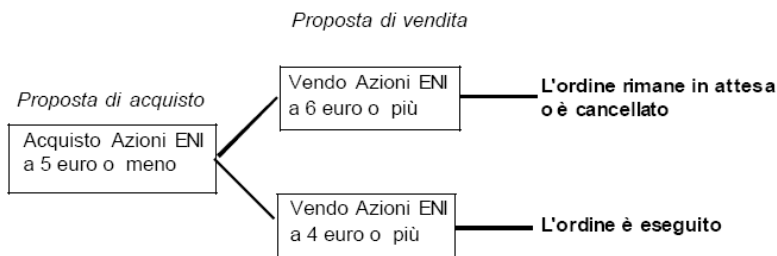 Proposta di vendita
Proposta di acquisto
Acquisto Azioni ENI
a 5 euro o meno
Vendo Azioni ENI
a 6 euro o più
L'ordine rimane in attesa
o è cancellato
Vendo Azioni ENI
a 4 euro o più
L'ordine è eseguito